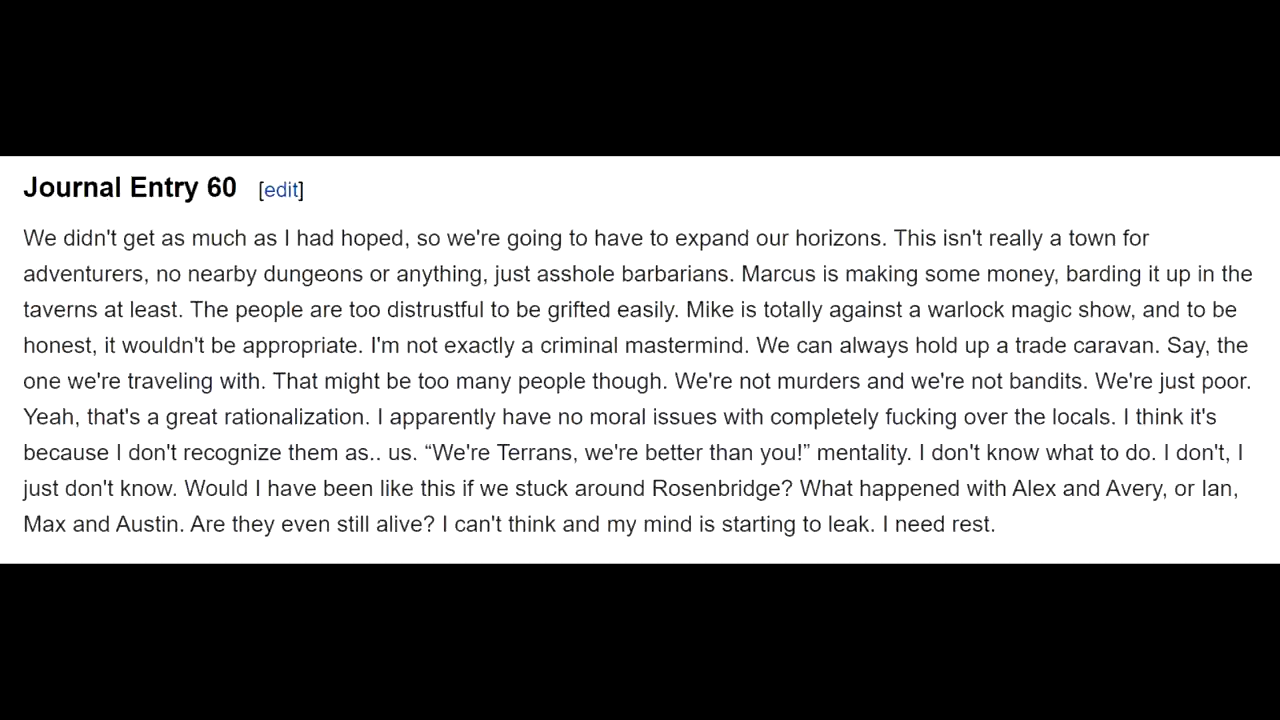 Journal Entry 60 [edit]
We didn't get as much as I had hoped, so we're going to have to expand our horizons. This isn't really a town for
adventurers, no nearby dungeons or anything, just asshole barbarians. Marcus is making some money, barding it up in the
taverns at least. The people are too distrustful to be grifted easily. Mike is totally against a warlock magic show, and to be
honest, it wouldn't be appropriate. I'm not exactly a criminal mastermind. We can always hold up a trade caravan. Say, the
one we're traveling with. That might be too many people though. We're not murders and we're not bandits. We're just poor.
Yeah, that's a great rationalization. I apparently have no moral issues with completely fucking over the locals. I think it's
because I don't recognize them as.. us. “We're Terrans, we're better than you!” mentality. I don't know what to do. I don't, I
just don't know. Would I have been like this if we stuck around Rosenbridge? What happened with Alex and Avery, or Ian,
Max and Austin. Are they even still alive? I can't think and my mind is starting to leak. I need rest.